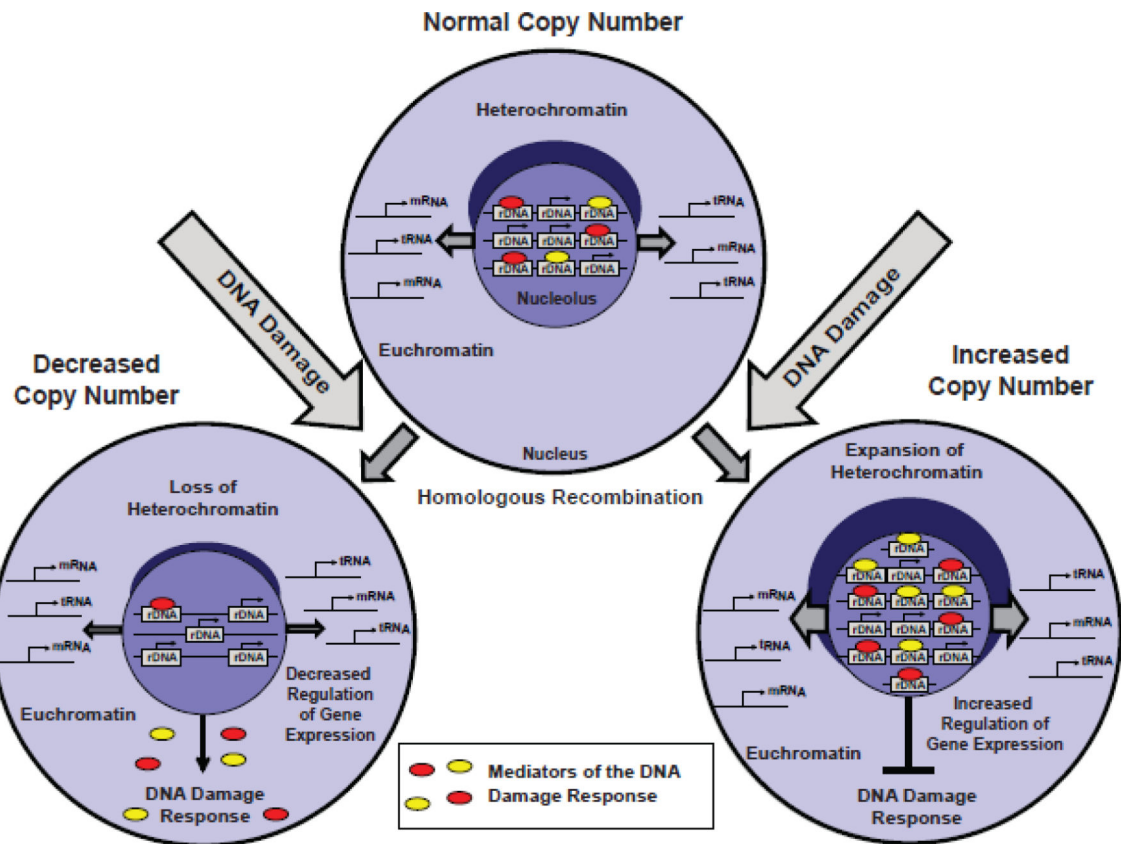 Normal Copy Number
Heterochromatin
mRNA
tRNA
mRNA
rDNA rDNA rDNA
rDNA rDNA rDNA
rDNA rDNA rDNA
Nucleolus
tRNA
mRNA
tRNA
Euchromatin
Nucleus
DNA Damage
DNA Damage
Homologous Recombination
Decreased
Copy Number
Loss of
Heterochromatin
mRNA
tRNA
mRNA
rDNA rDNA
rDNA
rDNA rDNA
tRNA
mRNA
tRNA
Euchromatin
Decreased
Regulation
of Gene
Expression
DNA Damage
Response
Mediators of the DNA
Damage Response
Increased
Copy Number
Expansion of
Heterochromatin
mRNA
tRNA
mRNA
rDNA
rDNA rDNA rDNA
rDNA rDNA rDNA
rDNA rDNA rDNA
rDNA rDNA rDNA
rDNA
tRNA
mRNA
tRNA
Euchromatin
Increased
Regulation of
Gene Expression
DNA Damage
Response